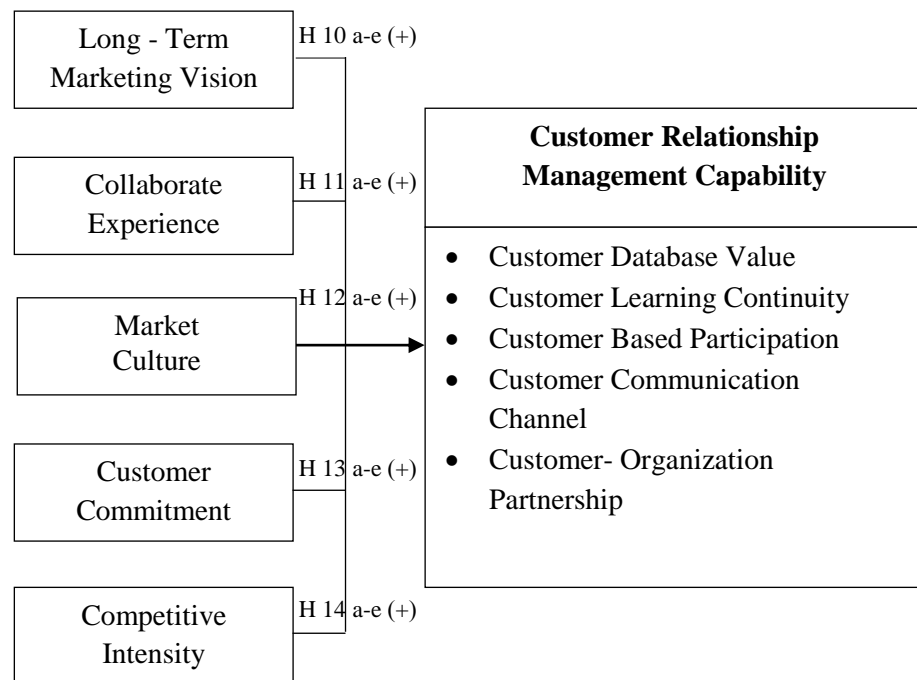 Long - Term
Marketing Vision
H 10 a-e (+)
Collaborate
Experience
H 11 a-e (+)
Market
Culture
H 12 a-e (+)
Customer
Commitment
H 13 a-e (+)
Competitive
Intensity
H 14 a-e (+)
Customer Relationship
Management Capability
• Customer Database Value
• Customer Learning Continuity
• Customer Based Participation
• Customer Communication
Channel
• Customer- Organization
Partnership